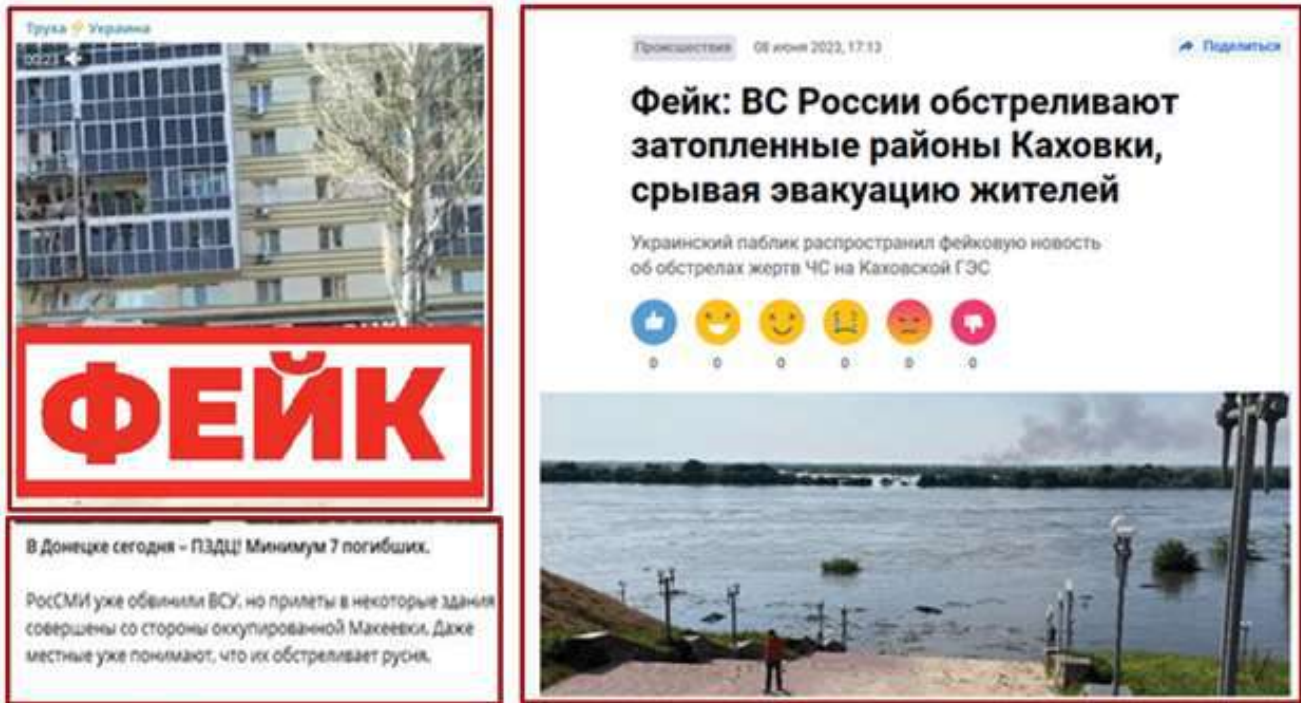 Труха⚡Украина
00:23
ФЕЙК
В Донецке сегодня – ПЗДЦ! Минимум 7 погибших.
РосСМИ уже обвинили ВСУ, но прилеты в некоторые здания
совершены со стороны оккупированной Макеевки. Даже
местные уже понимают, что их обстреливает русня.
Происшествия 08 июня 2023, 17:13 Поделиться
Фейк: ВС России обстреливают
затопленные районы Каховки,
срывая эвакуацию жителей
Украинский паблик распространил фейковую новость
об обстрелах жертв ЧС на Каховской ГЭС
0 0 0 0 0 0